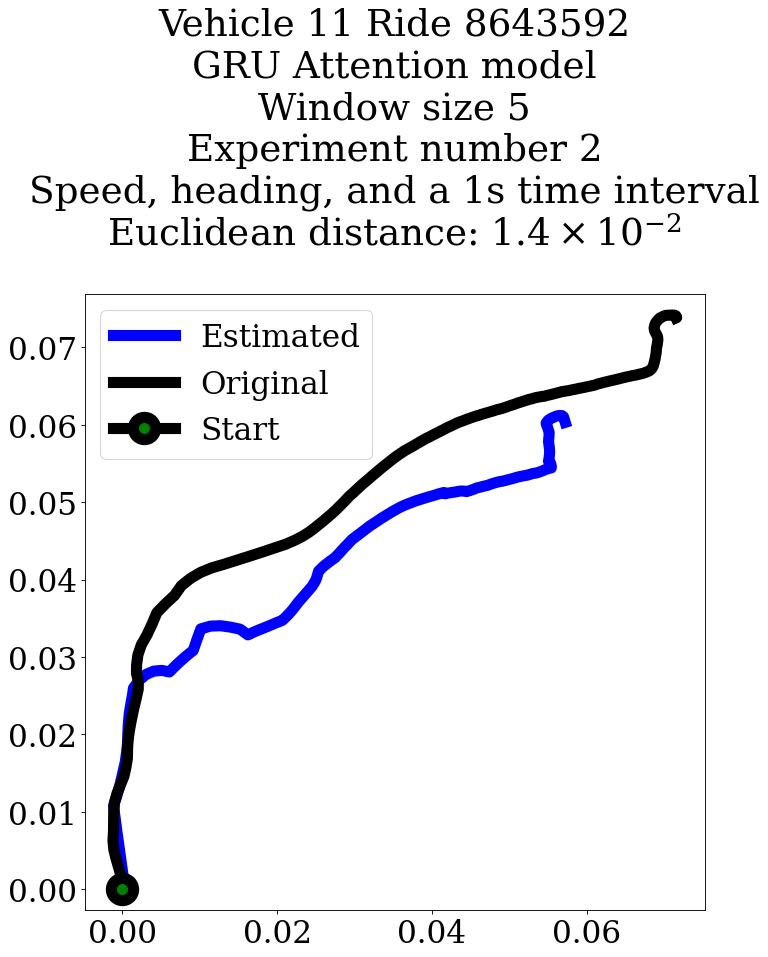 Vehicle 11 Ride 8643592
GRU Attention model
Window size 5
Experiment number 2
Speed, heading, and a 1s time interval
Euclidean distance: 1.4 × 10⁻²
Estimated
Original
Start
0.07
0.06
0.05
0.04
0.03
0.02
0.01
0.00
0.00 0.02 0.04 0.06